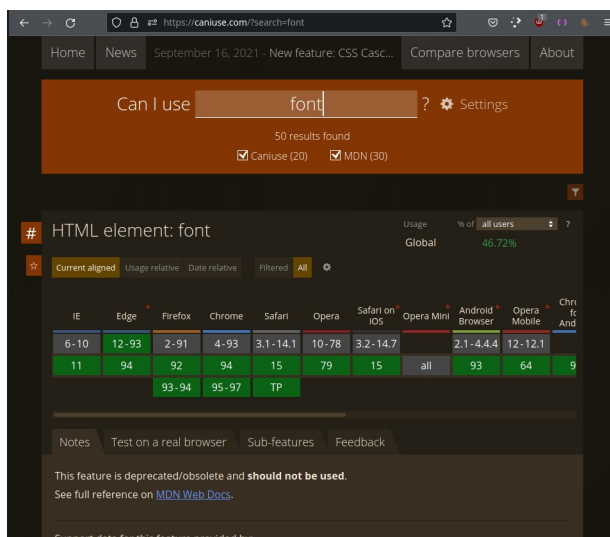 https://caniuse.com/?search=font
Home News September 16, 2021 - New feature: CSS Casc... Compare browsers About
Can I use font ? Settings
50 results found
Caniuse (20) MDN (30)
# HTML element: font
Usage % of all users ?
Global 46.72%
Current aligned Usage relative Date relative Filtered All
IE Edge * Firefox Chrome Safari Opera Safari on iOS * Opera Mini Android Browser * Opera Mobile * Chro fo And
6-10 12-93 2-91 4-93 3.1-14.1 10-78 3.2-14.7 2.1-4.4.4 12-12.1
11 94 92 94 15 79 15 all 93 64 9
93-94 95-97 TP
Notes Test on a real browser Sub-features Feedback
This feature is deprecated/obsolete and should not be used.
See full reference on MDN Web Docs.